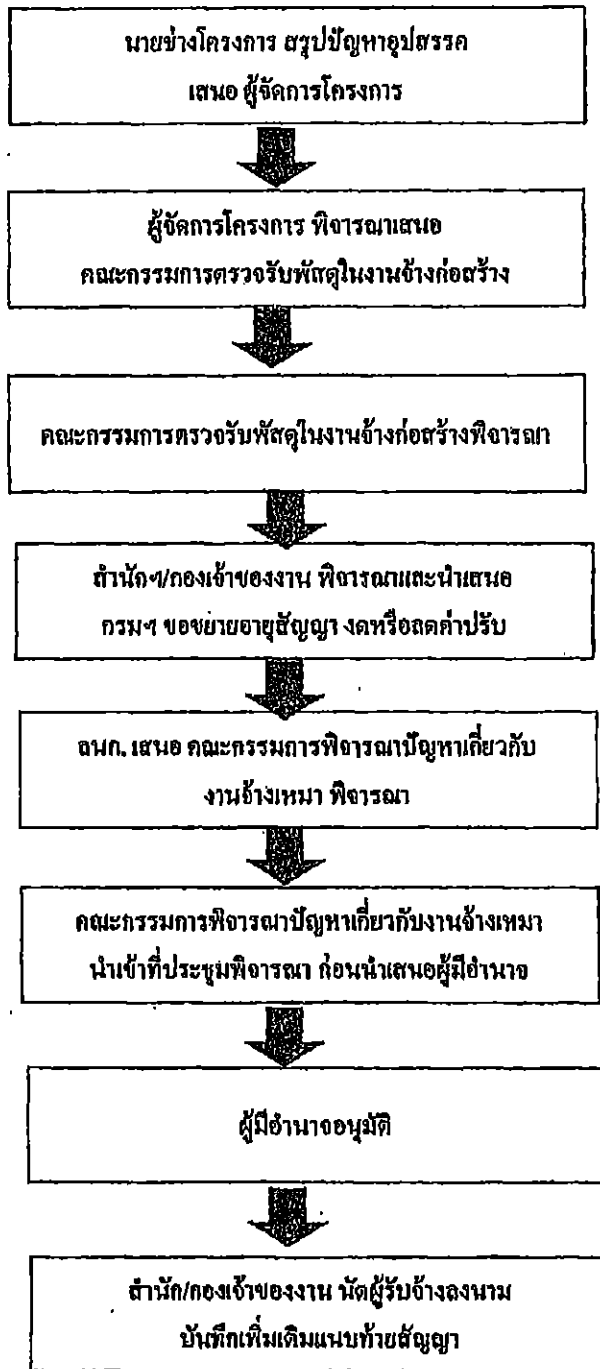 นายช่างโครงการ สรุปปัญหาอุปสรรค
เสนอ ผู้จัดการโครงการ
ผู้จัดการโครงการ พิจารณาเสนอ
คณะกรรมการตรวจรับพัสดุในงานจ้างก่อสร้าง
คณะกรรมการตรวจรับพัสดุในงานจ้างก่อสร้างพิจารณา
สำนักฯ/กองเจ้าของงาน พิจารณาและนำเสนอ
กรมฯ ขอขยายอายุสัญญา งดหรือลดค่าปรับ
ลนก. เสนอ คณะกรรมการพิจารณาปัญหาเกี่ยวกับ
งานจ้างเหมา พิจารณา
คณะกรรมการพิจารณาปัญหาเกี่ยวกับงานจ้างเหมา
นำเข้าที่ประชุมพิจารณา ก่อนนำเสนอผู้มีอำนาจ
ผู้มีอำนาจอนุมัติ
สำนัก/กองเจ้าของงาน นัดผู้รับจ้างลงนาม
บันทึกเพิ่มเติมแนบท้ายสัญญา